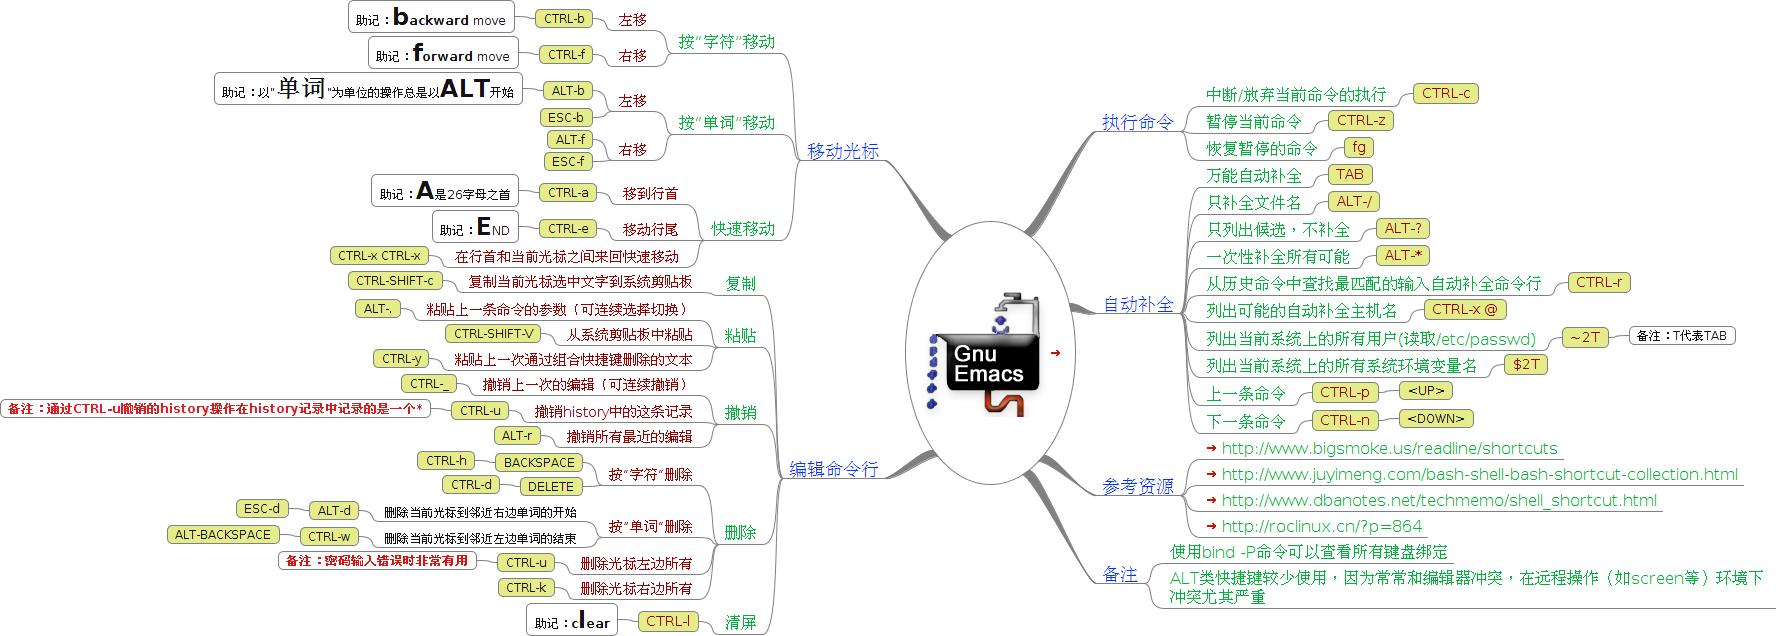 助记：backward move
CTRL-b
左移
助记：forward move
CTRL-f
右移
按"字符"移动
助记：以"单词"为单位的操作总是以ALT开始
ALT-b
ESC-b
左移
ALT-f
ESC-f
右移
按"单词"移动
助记：A是26字母之首
CTRL-a
移到行首
助记：END
CTRL-e
移动行尾
CTRL-x CTRL-x
在行首和当前光标之间来回快速移动
快速移动
移动光标
CTRL-SHIFT-c
复制当前光标选中文字到系统剪贴板
复制
ALT-.
粘贴上一条命令的参数（可连续选择切换）
CTRL-SHIFT-V
从系统剪贴板中粘贴
CTRL-y
粘贴上一次通过组合快捷键删除的文本
粘贴
CTRL-_
撤销上一次的编辑（可连续撤销）
备注：通过CTRL-u撤销的history操作在history记录中记录的是一个*
CTRL-u
撤销history中的这条记录
ALT-r
撤销所有最近的编辑
撤销
CTRL-h
BACKSPACE
CTRL-d
DELETE
按"字符"删除
ESC-d
ALT-d
删除当前光标到邻近右边单词的开始
ALT-BACKSPACE
CTRL-w
删除当前光标到邻近左边单词的结束
按"单词"删除
备注：密码输入错误时非常有用
CTRL-u
删除光标左边所有
CTRL-k
删除光标右边所有
删除
助记：clear
CTRL-l
清屏
编辑命令行
Gnu
Emacs
执行命令
中断/放弃当前命令的执行
CTRL-c
暂停当前命令
CTRL-z
恢复暂停的命令
fg
自动补全
万能自动补全
TAB
只补全文件名
ALT-/
只列出候选，不补全
ALT-?
一次性补全所有可能
ALT-*
从历史命令中查找最匹配的输入自动补全命令行
CTRL-r
列出可能的自动补全主机名
CTRL-x @
列出当前系统上的所有用户(读取/etc/passwd)
~2T
备注：T代表TAB
列出当前系统上的所有系统环境变量名
$2T
上一条命令
CTRL-p
<UP>
下一条命令
CTRL-n
<DOWN>
参考资源
http://www.bigsmoke.us/readline/shortcuts
http://www.juyimeng.com/bash-shell-bash-shortcut-collection.html
http://www.dbanotes.net/techmemo/shell_shortcut.html
http://roclinux.cn/?p=864
备注
使用bind -P命令可以查看所有键盘绑定
ALT类快捷键较少使用，因为常常和编辑器冲突，在远程操作（如screen等）环境下
冲突尤其严重